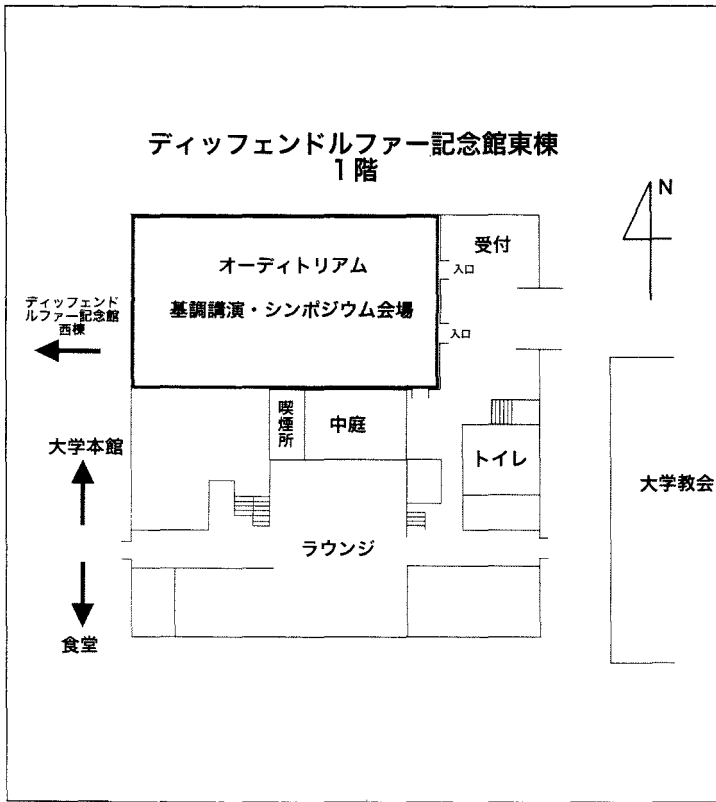 ディッフェンドルファー記念館東棟
1階
N
受付
オーディトリアム
入口
基調講演・シンポジウム会場
入口
ディッフェンド
ルファー記念館
西棟
喫煙所
中庭
大学本館
トイレ
大学教会
ラウンジ
食堂